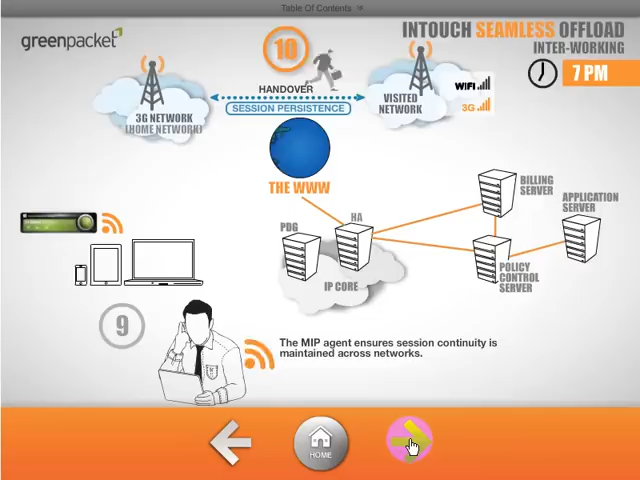 Table Of Contents
greenpacket
10
INTOUCH SEAMLESS OFFLOAD
INTER-WORKING
7 PM
HANDOVER
SESSION PERSISTENCE
3G NETWORK
[HOME NETWORK]
VISITED
NETWORK
WIFI
3G
THE WWW
BILLING
SERVER
APPLICATION
SERVER
PDG
HA
IP CORE
POLICY
CONTROL
SERVER
9
The MIP agent ensures session continuity is
maintained across networks.
HOME